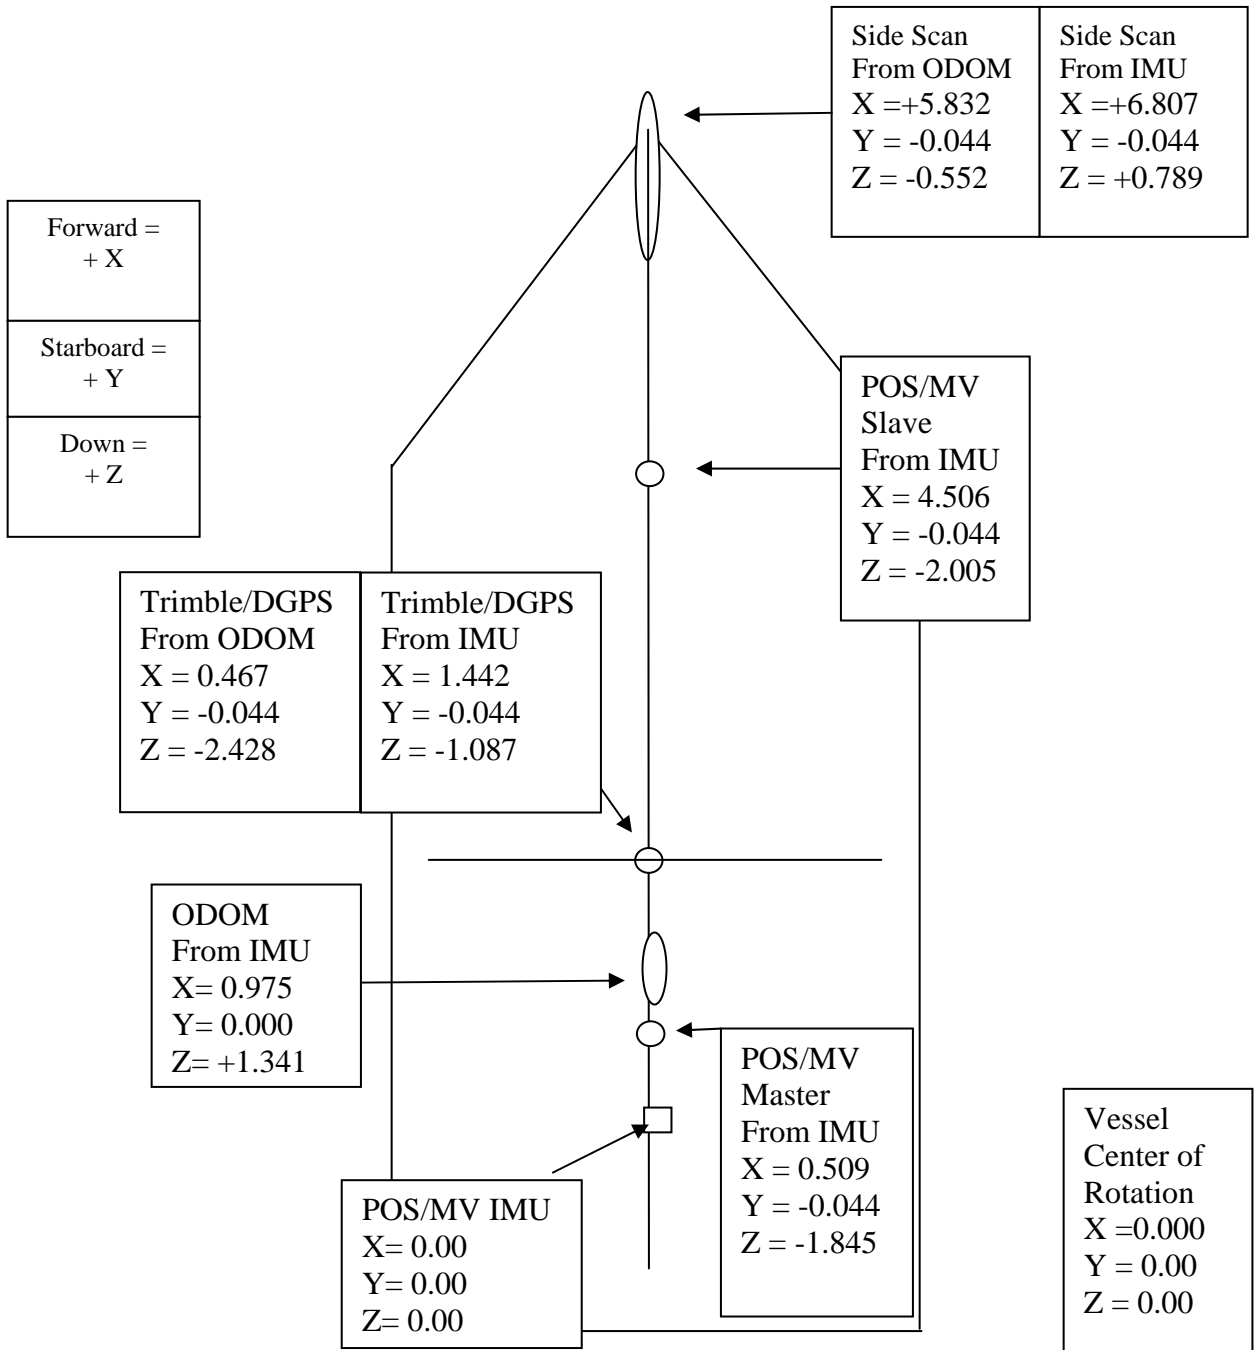 Side Scan
From ODOM
X =+5.832
Y = -0.044
Z = -0.552
Side Scan
From IMU
X =+6.807
Y = -0.044
Z = +0.789
Forward =
+ X
Starboard =
+ Y
Down =
+ Z
POS/MV
Slave
From IMU
X = 4.506
Y = -0.044
Z = -2.005
Trimble/DGPS
From ODOM
X = 0.467
Y = -0.044
Z = -2.428
Trimble/DGPS
From IMU
X = 1.442
Y = -0.044
Z = -1.087
ODOM
From IMU
X= 0.975
Y= 0.000
Z= +1.341
POS/MV
Master
From IMU
X = 0.509
Y = -0.044
Z = -1.845
POS/MV IMU
X= 0.00
Y= 0.00
Z= 0.00
Vessel
Center of
Rotation
X =0.000
Y = 0.00
Z = 0.00